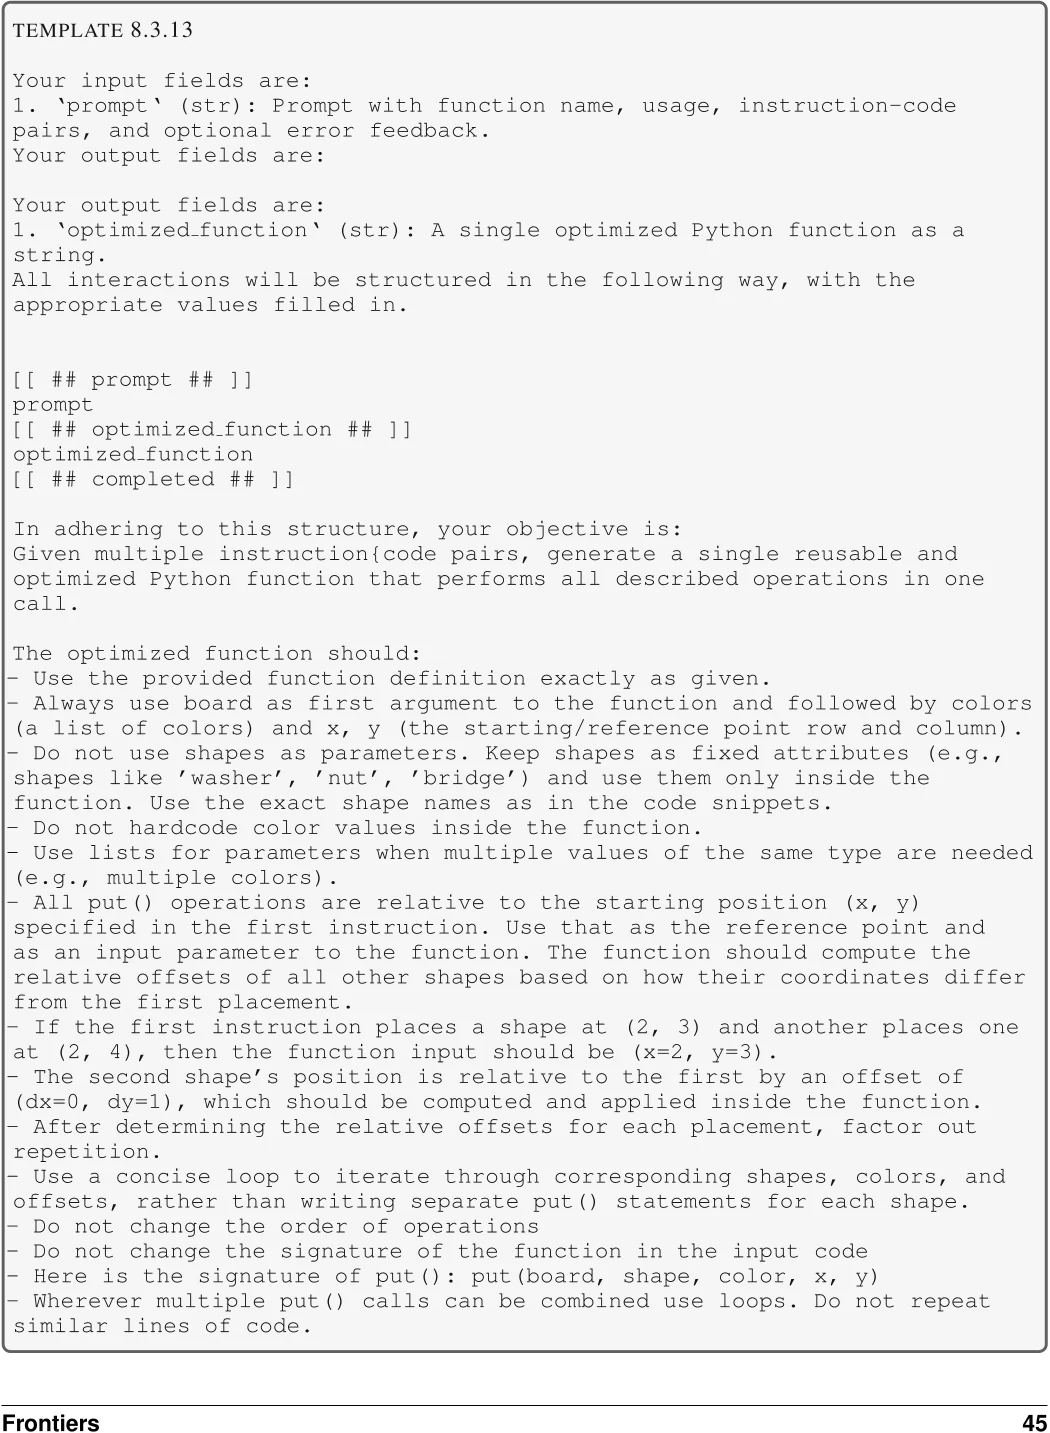 TEMPLATE 8.3.13
Your input fields are:
1. ‘prompt‘ (str): Prompt with function name, usage, instruction-code
pairs, and optional error feedback.
Your output fields are:
Your output fields are:
1. ‘optimized_function‘ (str): A single optimized Python function as a
string.
All interactions will be structured in the following way, with the
appropriate values filled in.
[[ ## prompt ## ]]
prompt
[[ ## optimized_function ## ]]
optimized_function
[[ ## completed ## ]]
In adhering to this structure, your objective is:
Given multiple instruction{code pairs, generate a single reusable and
optimized Python function that performs all described operations in one
call.
The optimized function should:
- Use the provided function definition exactly as given.
- Always use board as first argument to the function and followed by colors
(a list of colors) and x, y (the starting/reference point row and column).
- Do not use shapes as parameters. Keep shapes as fixed attributes (e.g.,
shapes like ’washer’, ’nut’, ’bridge’) and use them only inside the
function. Use the exact shape names as in the code snippets.
- Do not hardcode color values inside the function.
- Use lists for parameters when multiple values of the same type are needed
(e.g., multiple colors).
- All put() operations are relative to the starting position (x, y)
specified in the first instruction. Use that as the reference point and
as an input parameter to the function. The function should compute the
relative offsets of all other shapes based on how their coordinates differ
from the first placement.
- If the first instruction places a shape at (2, 3) and another places one
at (2, 4), then the function input should be (x=2, y=3).
- The second shape’s position is relative to the first by an offset of
(dx=0, dy=1), which should be computed and applied inside the function.
- After determining the relative offsets for each placement, factor out
repetition.
- Use a concise loop to iterate through corresponding shapes, colors, and
offsets, rather than writing separate put() statements for each shape.
- Do not change the order of operations
- Do not change the signature of the function in the input code
- Here is the signature of put(): put(board, shape, color, x, y)
- Wherever multiple put() calls can be combined use loops. Do not repeat
similar lines of code.
Frontiers 45